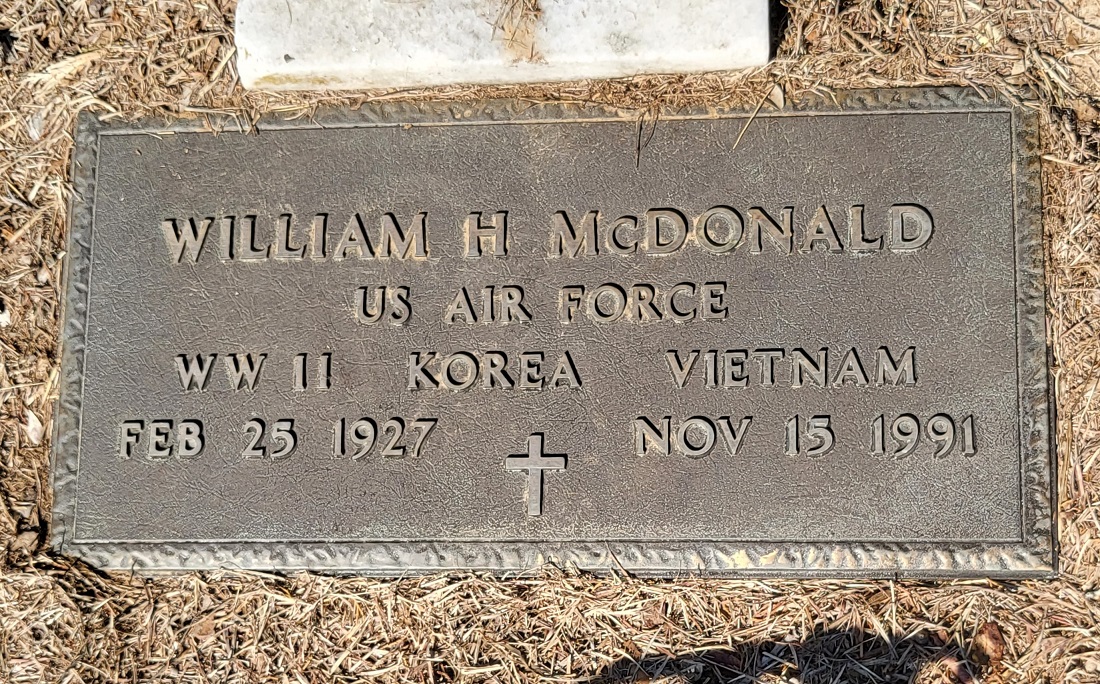 WILLIAM H McDONALD
US AIR FORCE
WW II KOREA VIETNAM
FEB 25 1927 NOV 15 1991